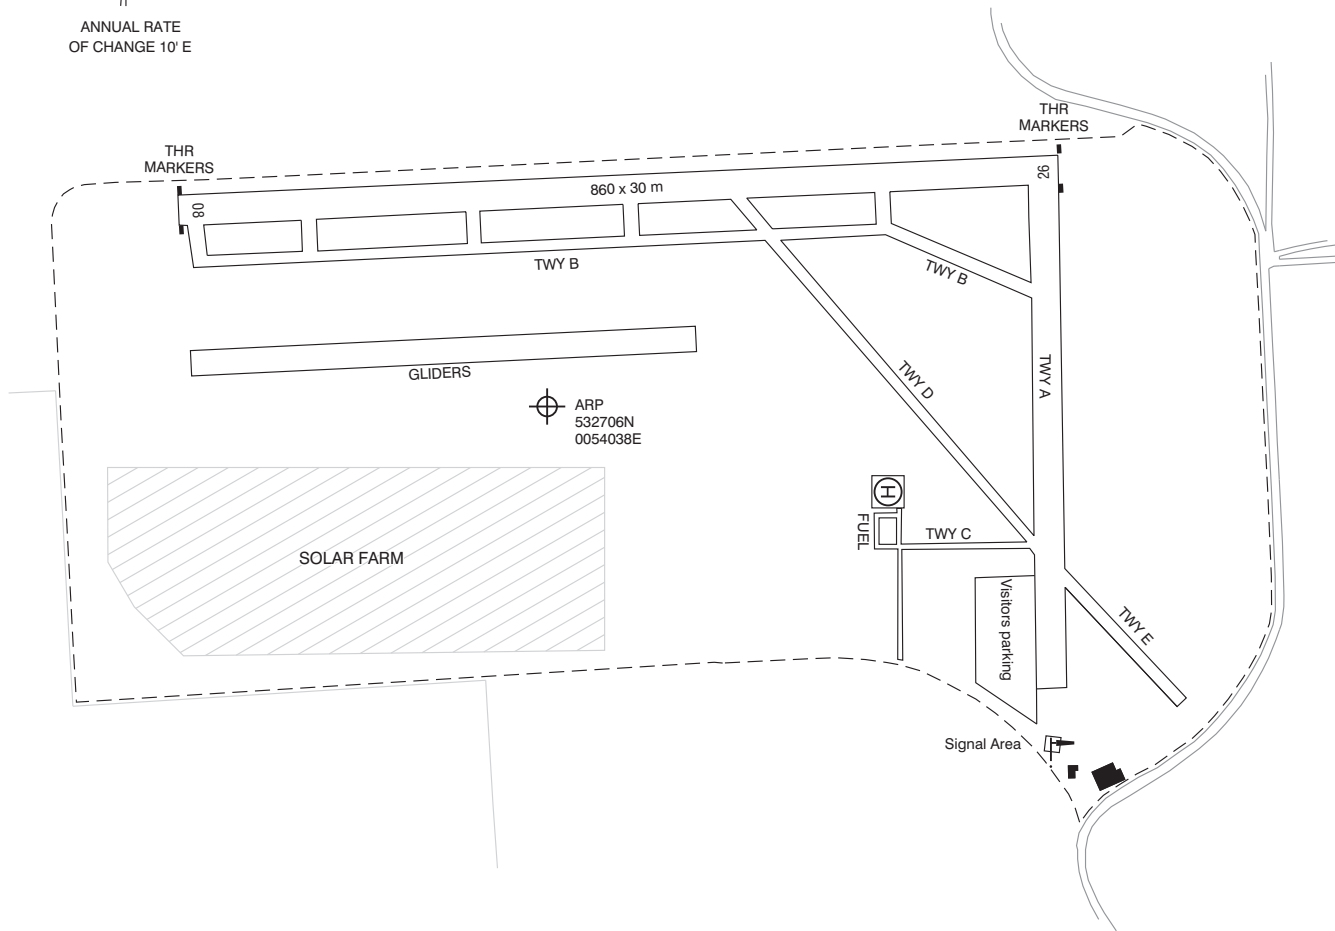 ANNUAL RATE
OF CHANGE 10' E
THR
MARKERS
THR
MARKERS
860 x 30 m
08
26
TWY B
TWY B
GLIDERS
TWY D
TWY A
ARP
532706N
0054038E
H
FUEL
TWY C
SOLAR FARM
Visitors parking
TWY E
Signal Area